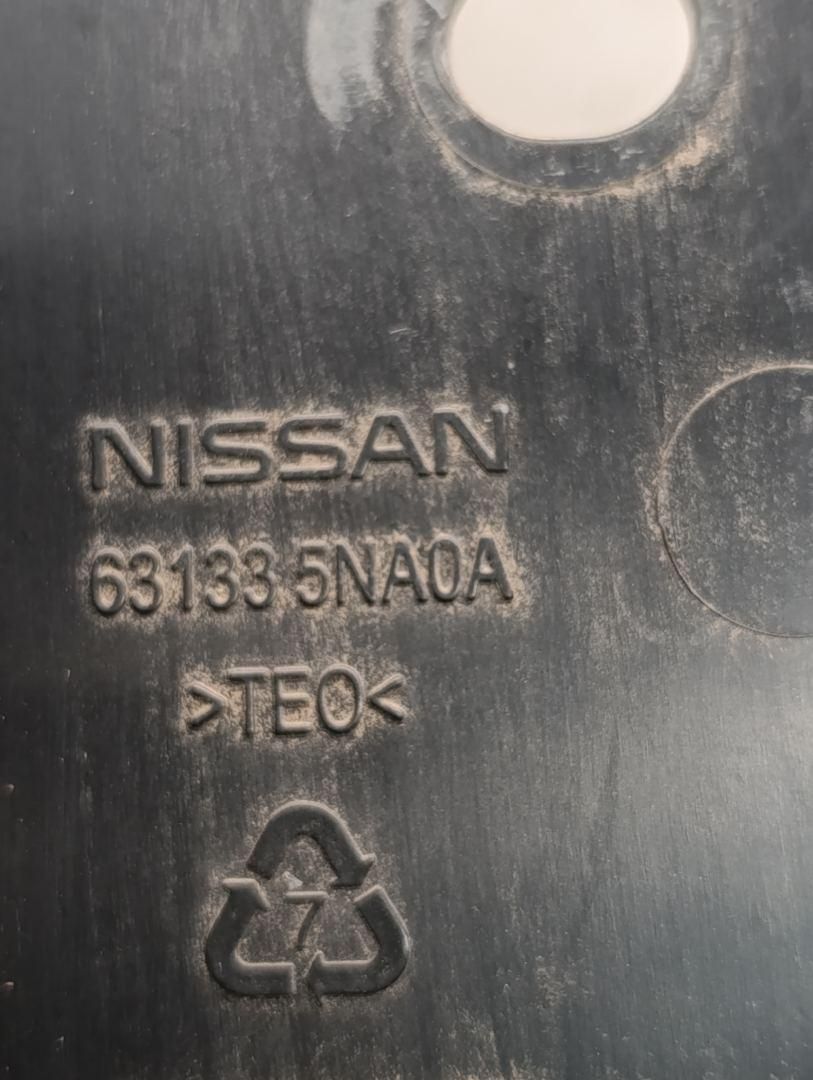 NISSAN
63133 5NA0A
>TEO<
7